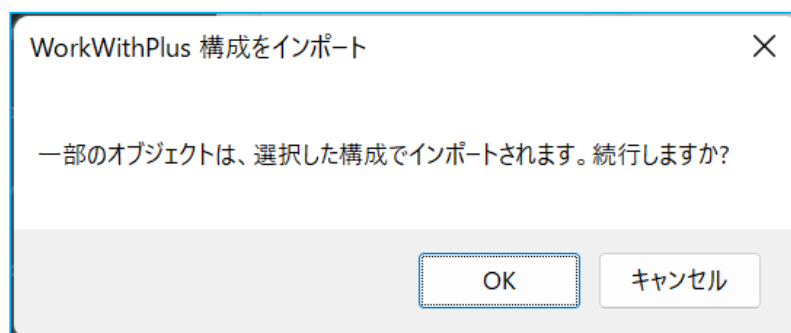 WorkWithPlus 構成をインポート
一部のオブジェクトは、選択した構成でインポートされます。続行しますか?
OK
キャンセル